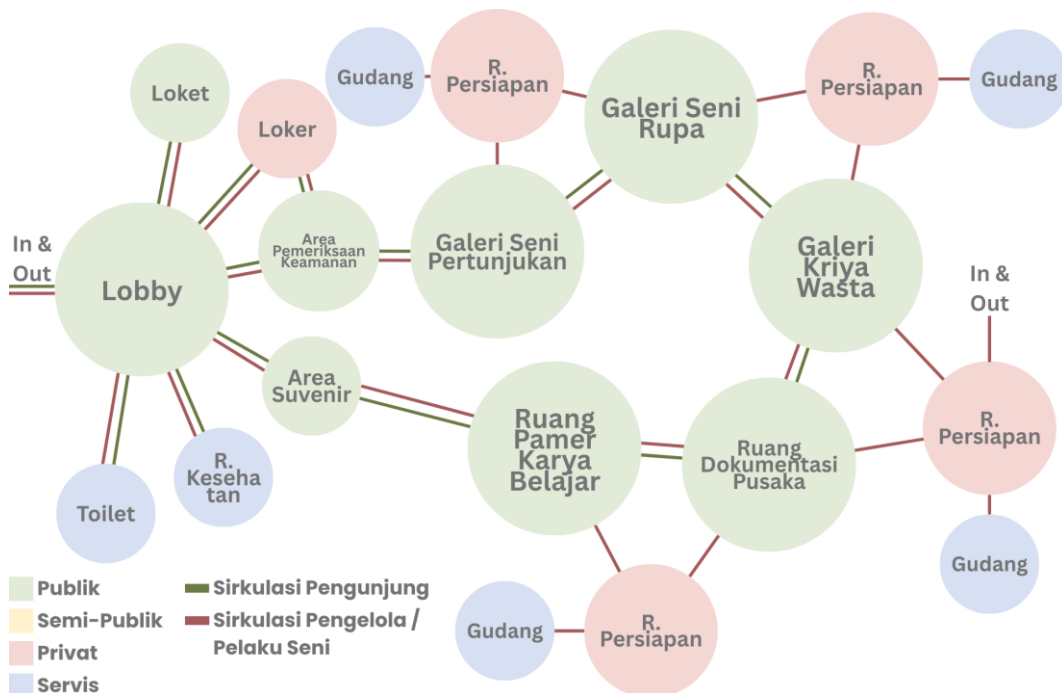 Loket
Loker
Gudang
R.
Persiapan
Galeri Seni
Rupa
R.
Persiapan
Gudang
In &
Out
Lobby
Area
Pemeriksaan
Keamanan
Galeri Seni
Pertunjukan
Galeri
Kriya
Wasta
In &
Out
Area
Suvenir
Ruang
Pamer
Karya
Belajar
Ruang
Dokumentasi
Pusaka
R.
Persiapan
Toilet
R.
Keseha
tan
Gudang
Gudang
R.
Persiapan
Publik
Semi-Publik
Privat
Servis
Sirkulasi Pengunjung
Sirkulasi Pengelola /
Pelaku Seni